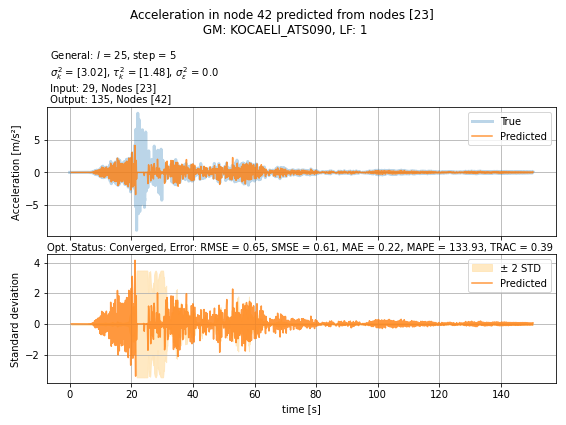 Acceleration in node 42 predicted from nodes [23]
GM: KOCAELI_ATS090, LF: 1
General: l = 25, step = 5
σ²ₖ = [3.02], τ²ₖ = [1.48], σ²ε = 0.0
Input: 29, Nodes [23]
Output: 135, Nodes [42]
Acceleration [m/s²]
5
0
−5
True
Predicted
Opt. Status: Converged, Error: RMSE = 0.65, SMSE = 0.61, MAE = 0.22, MAPE = 133.93, TRAC = 0.39
Standard deviation
4
2
0
−2
± 2 STD
Predicted
0 20 40 60 80 100 120 140
time [s]